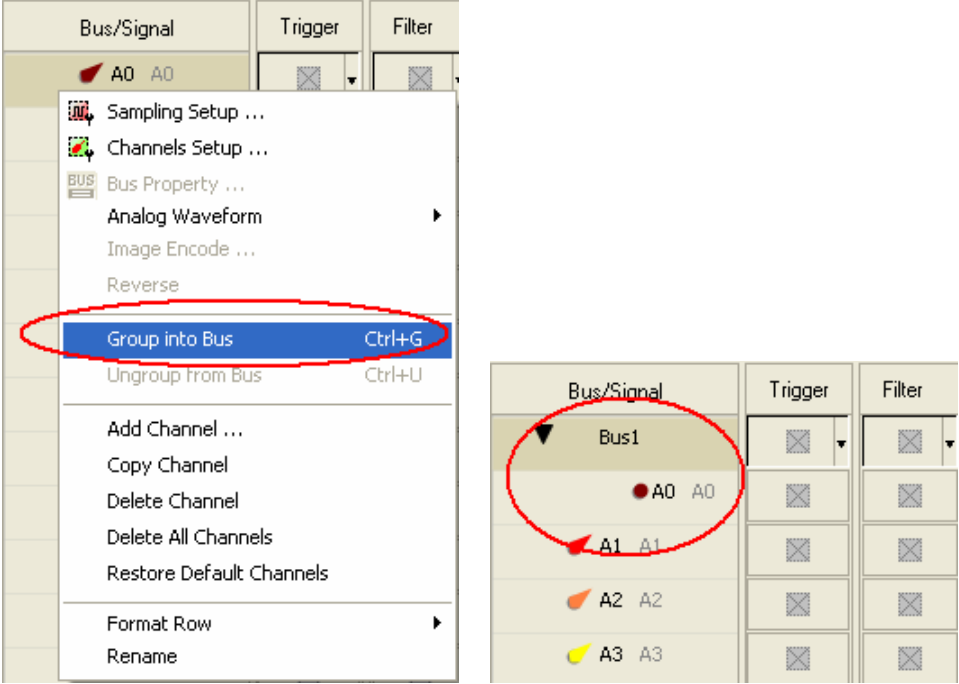 Bus/Signal Trigger Filter
A0 A0
Sampling Setup ...
Channels Setup ...
BUS Bus Property ...
Analog Waveform
Image Encode ...
Reverse
Group into Bus Ctrl+G
Ungroup from Bus Ctrl+U
Add Channel ...
Copy Channel
Delete Channel
Delete All Channels
Restore Default Channels
Format Row
Rename
Bus/Signal Trigger Filter
Bus1
A0 A0
A1 A1
A2 A2
A3 A3